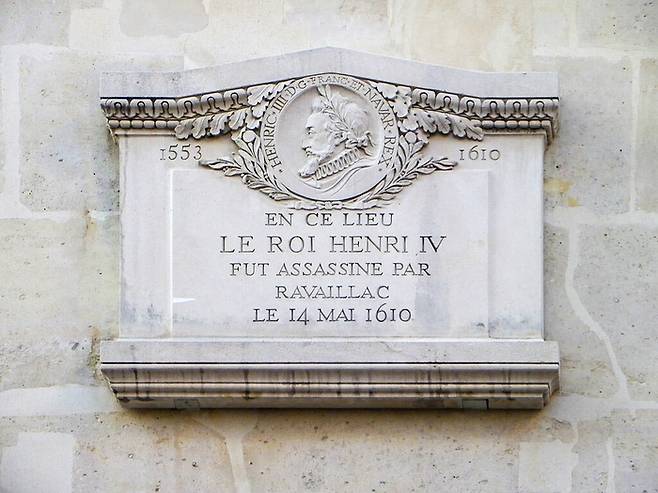 HENRIC · IIII · D · G · FRANC · ET · NAVAR · REX ·
1553
1610
EN CE LIEU
LE ROI HENRI IV
FUT ASSASSINE PAR
RAVAILLAC
LE 14 MAI 1610